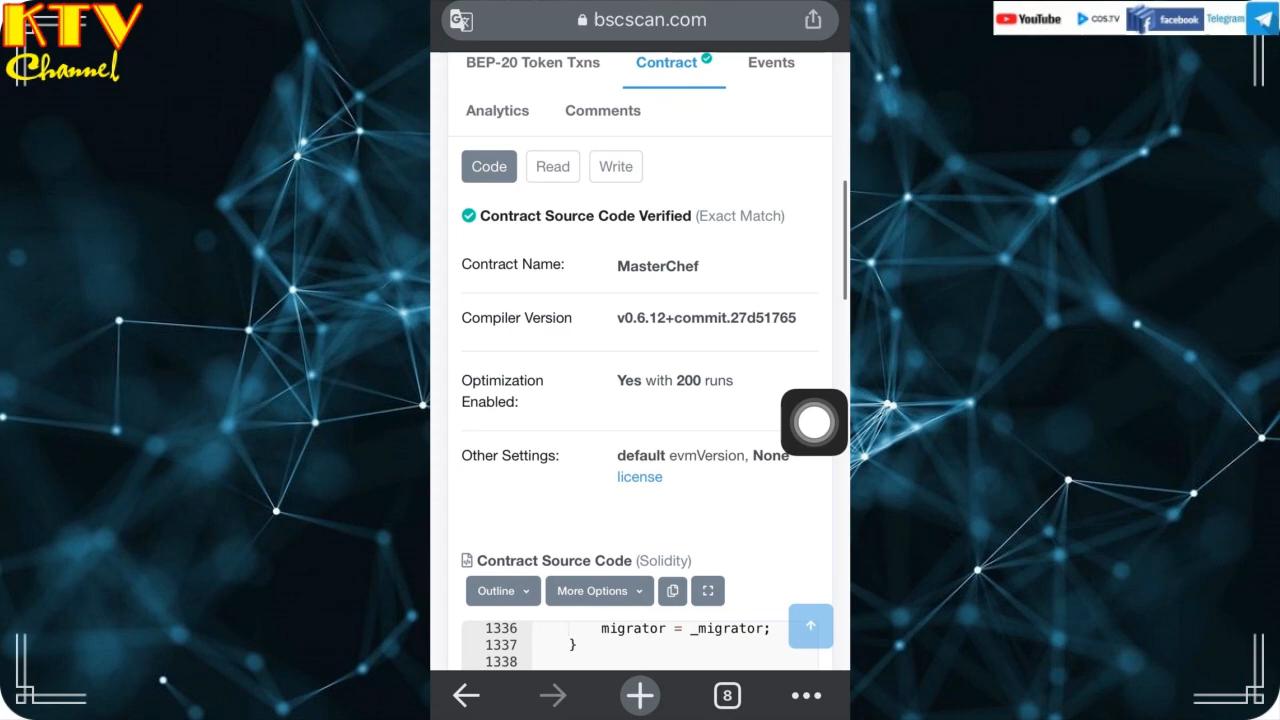 KTV
Channel
YouTube
COS.TV
facebook
Telegram
bscscan.com
BEP-20 Token Txns
Contract
Events
Analytics
Comments
Code
Read
Write
Contract Source Code Verified (Exact Match)
Contract Name:
MasterChef
Compiler Version
v0.6.12+commit.27d51765
Optimization
Enabled:
Yes with 200 runs
Other Settings:
default evmVersion, None
license
Contract Source Code (Solidity)
Outline
More Options
1336 migrator = _migrator;
1337 }
1338
8